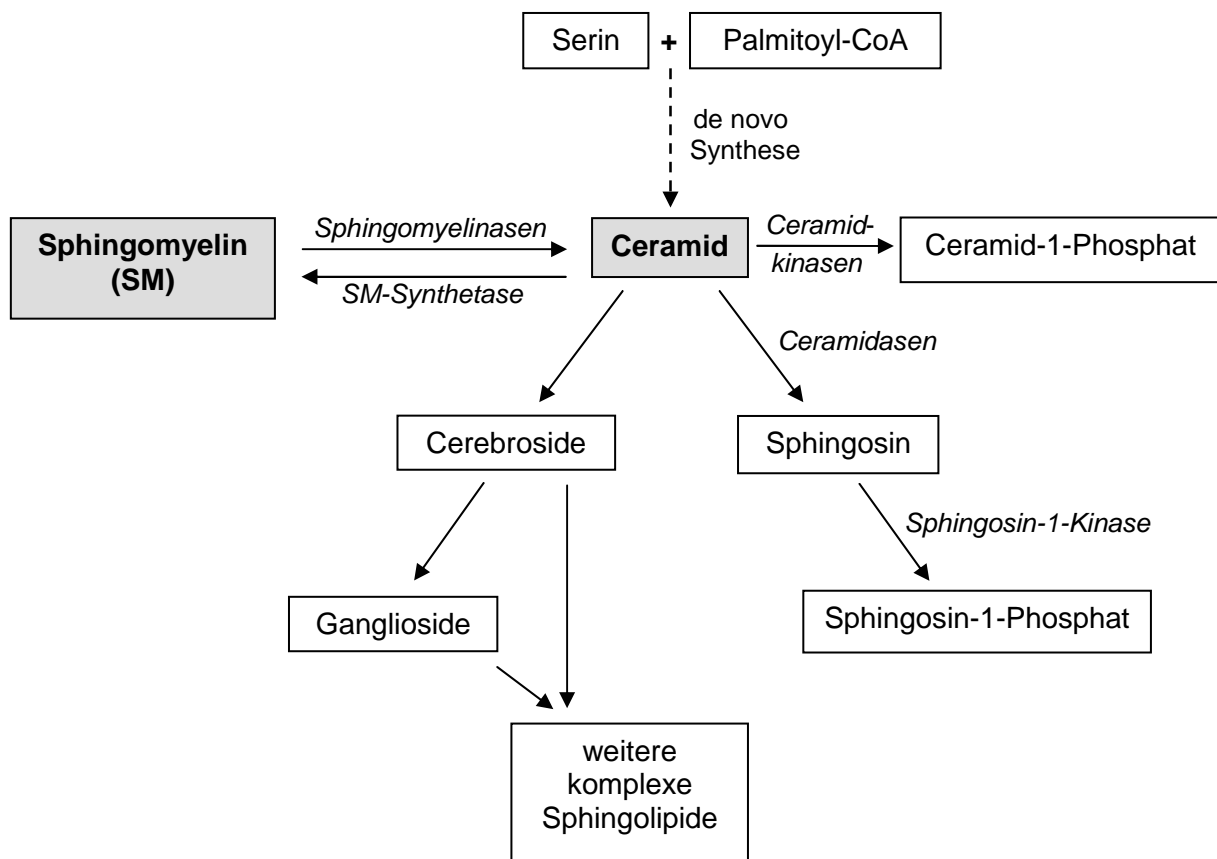 Serin + Palmitoyl-CoA
de novo
Synthese
Sphingomyelin
(SM)
Sphingomyelinasen
SM-Synthetase
Ceramid
Ceramid-
kinasen
Ceramid-1-Phosphat
Ceramidasen
Cerebroside
Sphingosin
Sphingosin-1-Kinase
Ganglioside
Sphingosin-1-Phosphat
weitere
komplexe
Sphingolipide